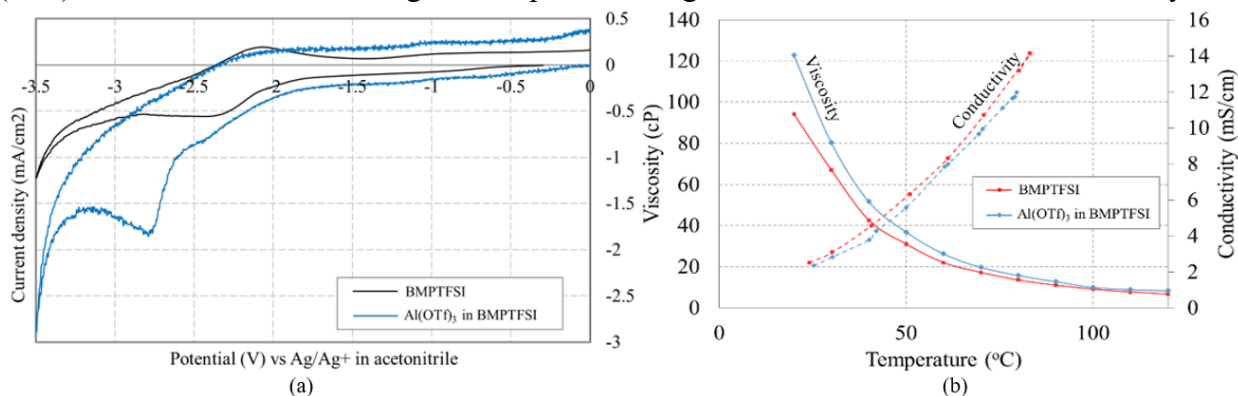 0.5
0
-3.5
-3
-2.5
-2
-1.5
-1
-0.5
0
-0.5
-1
-1.5
-2
-2.5
-3
Current density (mA/cm2)
BMPTFSI
Al(OTf)3 in BMPTFSI
Potential (V) vs Ag/Ag+ in acetonitrile
(a)
140
120
100
80
60
40
20
0
Viscosity (cP)
Viscosity
Conductivity
BMPTFSI
Al(OTf)3 in BMPTFSI
16
14
12
10
8
6
4
2
0
Conductivity (mS/cm)
0
50
100
Temperature (oC)
(b)